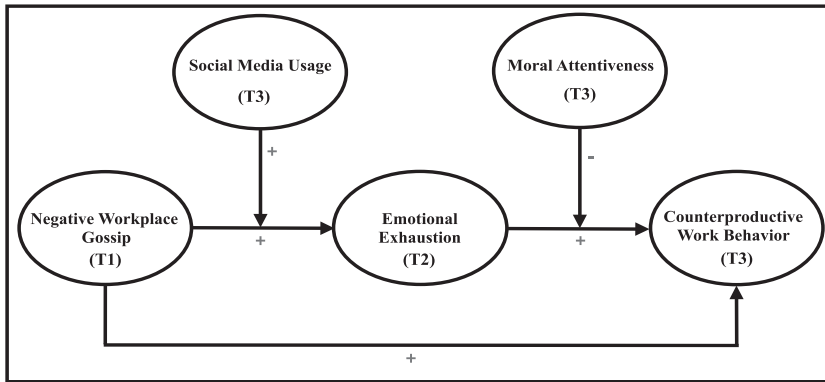 Social Media Usage
(T3)
Moral Attentiveness
(T3)
+
-
Negative Workplace
Gossip
(T1)
+
Emotional
Exhaustion
(T2)
+
Counterproductive
Work Behavior
(T3)
+